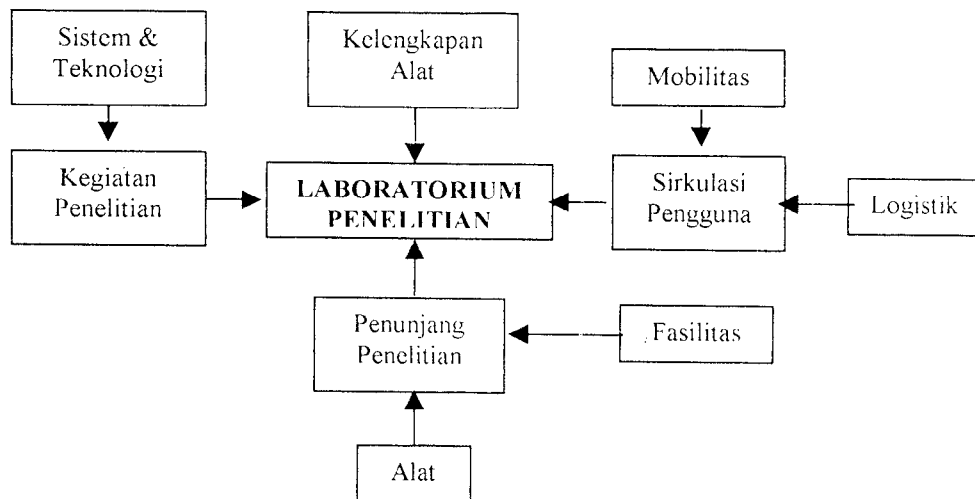 Sistem &
Teknologi
Kelengkapan
Alat
Mobilitas
Kegiatan
Penelitian
LABORATORIUM
PENELITIAN
Sirkulasi
Pengguna
Logistik
Penunjang
Penelitian
Fasilitas
Alat